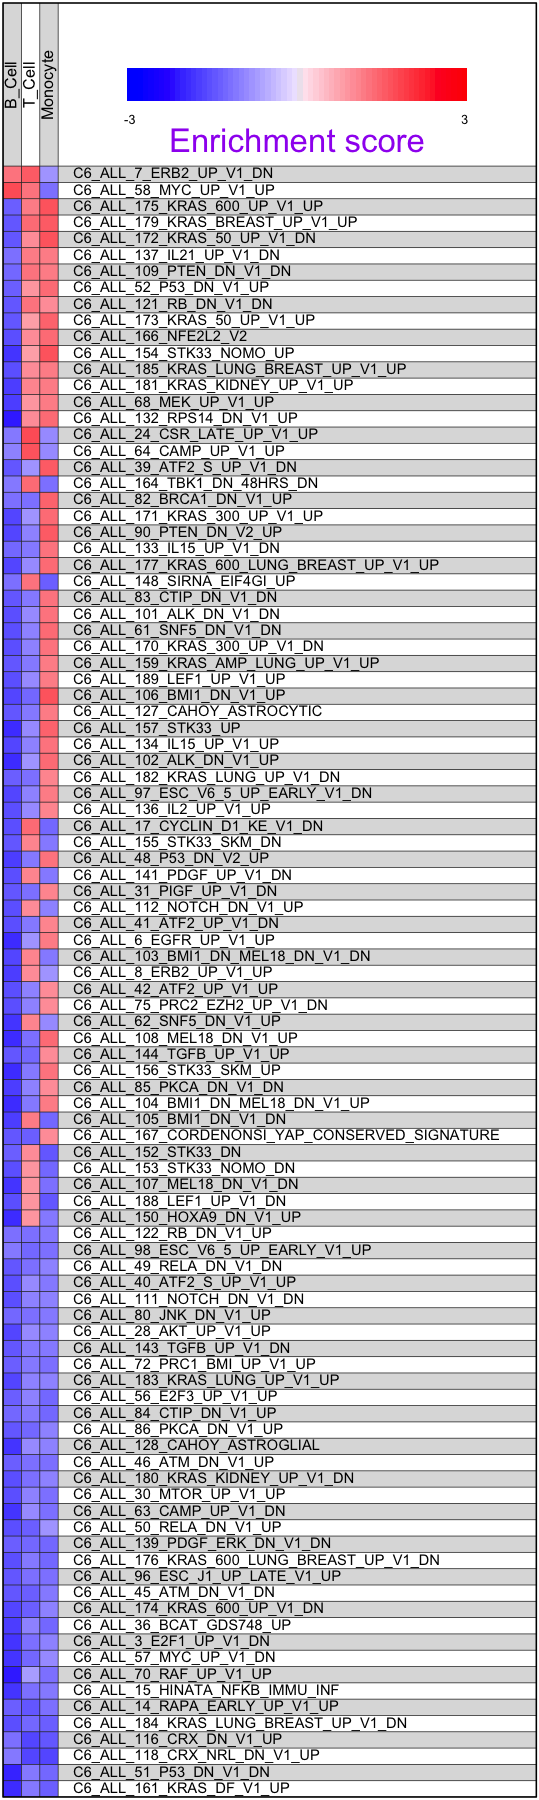 B_Cell
T_Cell
Monocyte
-3
3
Enrichment score
C6_ALL_7_ERB2_UP_V1_DN
C6_ALL_58_MYC_UP_V1_UP
C6_ALL_175_KRAS_600_UP_V1_UP
C6_ALL_179_KRAS_BREAST_UP_V1_UP
C6_ALL_172_KRAS_50_UP_V1_DN
C6_ALL_137_IL21_UP_V1_DN
C6_ALL_109_PTEN_DN_V1_DN
C6_ALL_52_P53_DN_V1_UP
C6_ALL_121_RB_DN_V1_DN
C6_ALL_173_KRAS_50_UP_V1_UP
C6_ALL_166_NFE2L2_V2
C6_ALL_154_STK33_NOMO_UP
C6_ALL_185_KRAS_LUNG_BREAST_UP_V1_UP
C6_ALL_181_KRAS_KIDNEY_UP_V1_UP
C6_ALL_68_MEK_UP_V1_UP
C6_ALL_132_RPS14_DN_V1_UP
C6_ALL_24_CSR_LATE_UP_V1_UP
C6_ALL_64_CAMP_UP_V1_UP
C6_ALL_39_ATF2_S_UP_V1_DN
C6_ALL_164_TBK1_DN_48HRS_DN
C6_ALL_82_BRCA1_DN_V1_UP
C6_ALL_171_KRAS_300_UP_V1_UP
C6_ALL_90_PTEN_DN_V2_UP
C6_ALL_133_IL15_UP_V1_DN
C6_ALL_177_KRAS_600_LUNG_BREAST_UP_V1_UP
C6_ALL_148_SIRNA_EIF4GI_UP
C6_ALL_83_CTIP_DN_V1_DN
C6_ALL_101_ALK_DN_V1_DN
C6_ALL_61_SNF5_DN_V1_DN
C6_ALL_170_KRAS_300_UP_V1_DN
C6_ALL_159_KRAS_AMP_LUNG_UP_V1_UP
C6_ALL_189_LEF1_UP_V1_UP
C6_ALL_106_BMI1_DN_V1_UP
C6_ALL_127_CAHOY_ASTROCYTIC
C6_ALL_157_STK33_UP
C6_ALL_134_IL15_UP_V1_UP
C6_ALL_102_ALK_DN_V1_UP
C6_ALL_182_KRAS_LUNG_UP_V1_DN
C6_ALL_97_ESC_V6_5_UP_EARLY_V1_DN
C6_ALL_136_IL2_UP_V1_UP
C6_ALL_17_CYCLIN_D1_KE_V1_DN
C6_ALL_155_STK33_SKM_DN
C6_ALL_48_P53_DN_V2_UP
C6_ALL_141_PDGF_UP_V1_DN
C6_ALL_31_PIGF_UP_V1_DN
C6_ALL_112_NOTCH_DN_V1_UP
C6_ALL_41_ATF2_UP_V1_DN
C6_ALL_6_EGFR_UP_V1_UP
C6_ALL_103_BMI1_DN_MEL18_DN_V1_DN
C6_ALL_8_ERB2_UP_V1_UP
C6_ALL_42_ATF2_UP_V1_UP
C6_ALL_75_PRC2_EZH2_UP_V1_DN
C6_ALL_62_SNF5_DN_V1_UP
C6_ALL_108_MEL18_DN_V1_UP
C6_ALL_144_TGFB_UP_V1_UP
C6_ALL_156_STK33_SKM_UP
C6_ALL_85_PKCA_DN_V1_DN
C6_ALL_104_BMI1_DN_MEL18_DN_V1_UP
C6_ALL_105_BMI1_DN_V1_DN
C6_ALL_167_CORDENONSI_YAP_CONSERVED_SIGNATURE
C6_ALL_152_STK33_DN
C6_ALL_153_STK33_NOMO_DN
C6_ALL_107_MEL18_DN_V1_DN
C6_ALL_188_LEF1_UP_V1_DN
C6_ALL_150_HOXA9_DN_V1_UP
C6_ALL_122_RB_DN_V1_UP
C6_ALL_98_ESC_V6_5_UP_EARLY_V1_UP
C6_ALL_49_RELA_DN_V1_DN
C6_ALL_40_ATF2_S_UP_V1_UP
C6_ALL_111_NOTCH_DN_V1_DN
C6_ALL_80_JNK_DN_V1_UP
C6_ALL_28_AKT_UP_V1_UP
C6_ALL_143_TGFB_UP_V1_DN
C6_ALL_72_PRC1_BMI_UP_V1_UP
C6_ALL_183_KRAS_LUNG_UP_V1_UP
C6_ALL_56_E2F3_UP_V1_UP
C6_ALL_84_CTIP_DN_V1_UP
C6_ALL_86_PKCA_DN_V1_UP
C6_ALL_128_CAHOY_ASTROGLIAL
C6_ALL_46_ATM_DN_V1_UP
C6_ALL_180_KRAS_KIDNEY_UP_V1_DN
C6_ALL_30_MTOR_UP_V1_UP
C6_ALL_63_CAMP_UP_V1_DN
C6_ALL_50_RELA_DN_V1_UP
C6_ALL_139_PDGF_ERK_DN_V1_DN
C6_ALL_176_KRAS_600_LUNG_BREAST_UP_V1_DN
C6_ALL_96_ESC_J1_UP_LATE_V1_UP
C6_ALL_45_ATM_DN_V1_DN
C6_ALL_174_KRAS_600_UP_V1_DN
C6_ALL_36_BCAT_GDS748_UP
C6_ALL_3_E2F1_UP_V1_DN
C6_ALL_57_MYC_UP_V1_DN
C6_ALL_70_RAF_UP_V1_UP
C6_ALL_15_HINATA_NFKB_IMMU_INF
C6_ALL_14_RAPA_EARLY_UP_V1_UP
C6_ALL_184_KRAS_LUNG_BREAST_UP_V1_DN
C6_ALL_116_CRX_DN_V1_UP
C6_ALL_118_CRX_NRL_DN_V1_UP
C6_ALL_51_P53_DN_V1_DN
C6_ALL_161_KRAS_DF_V1_UP